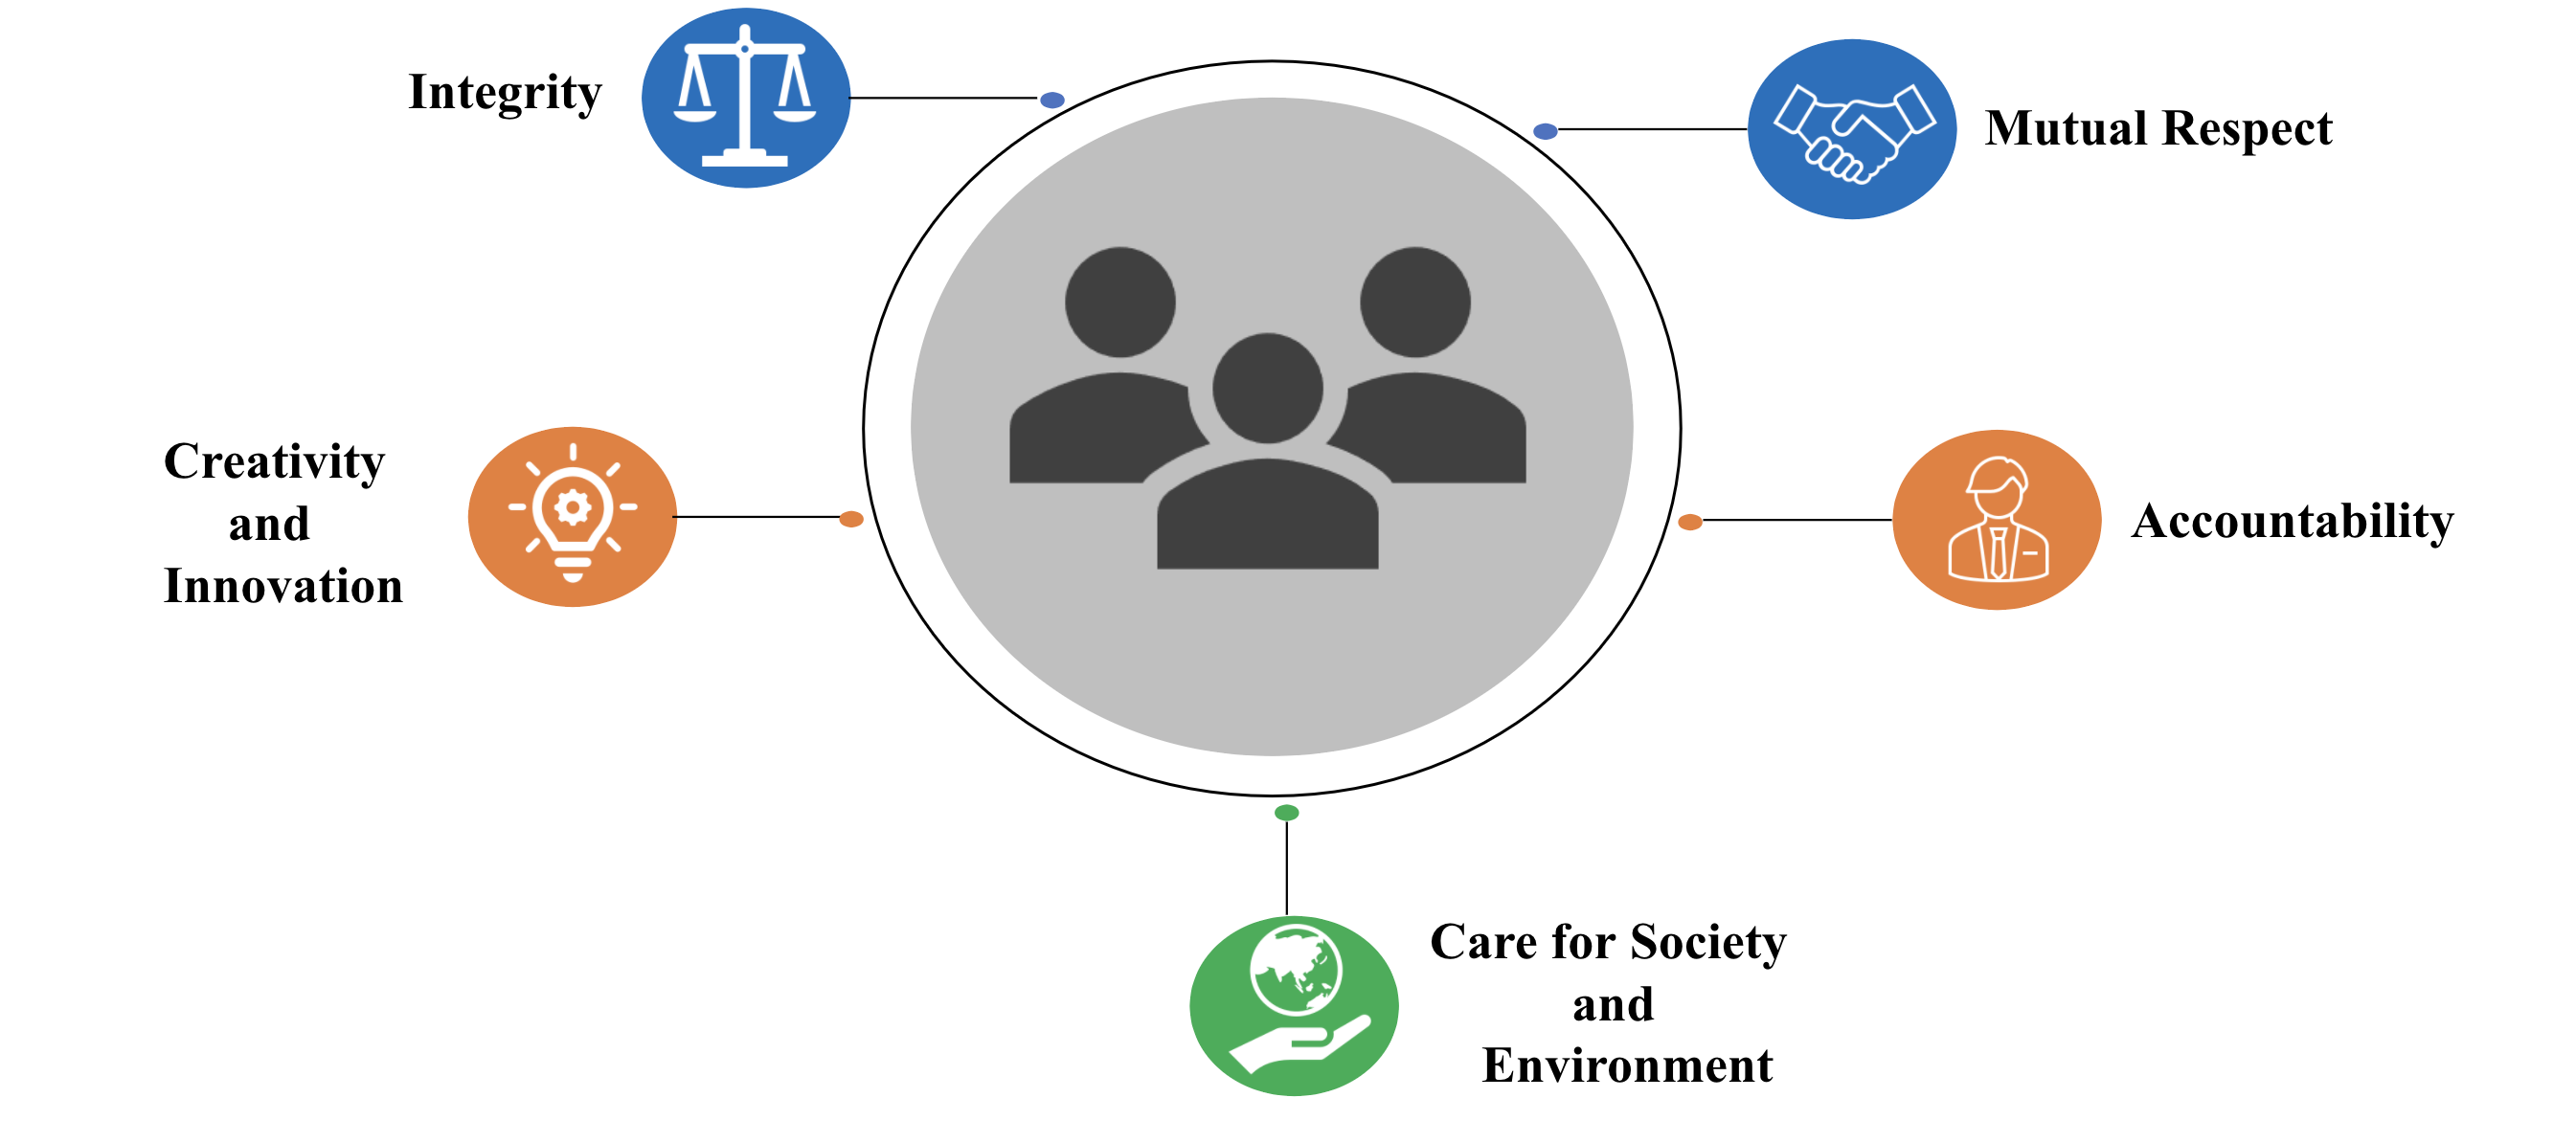 Integrity
Mutual Respect
Creativity
and
Innovation
Accountability
Care for Society
and
Environment